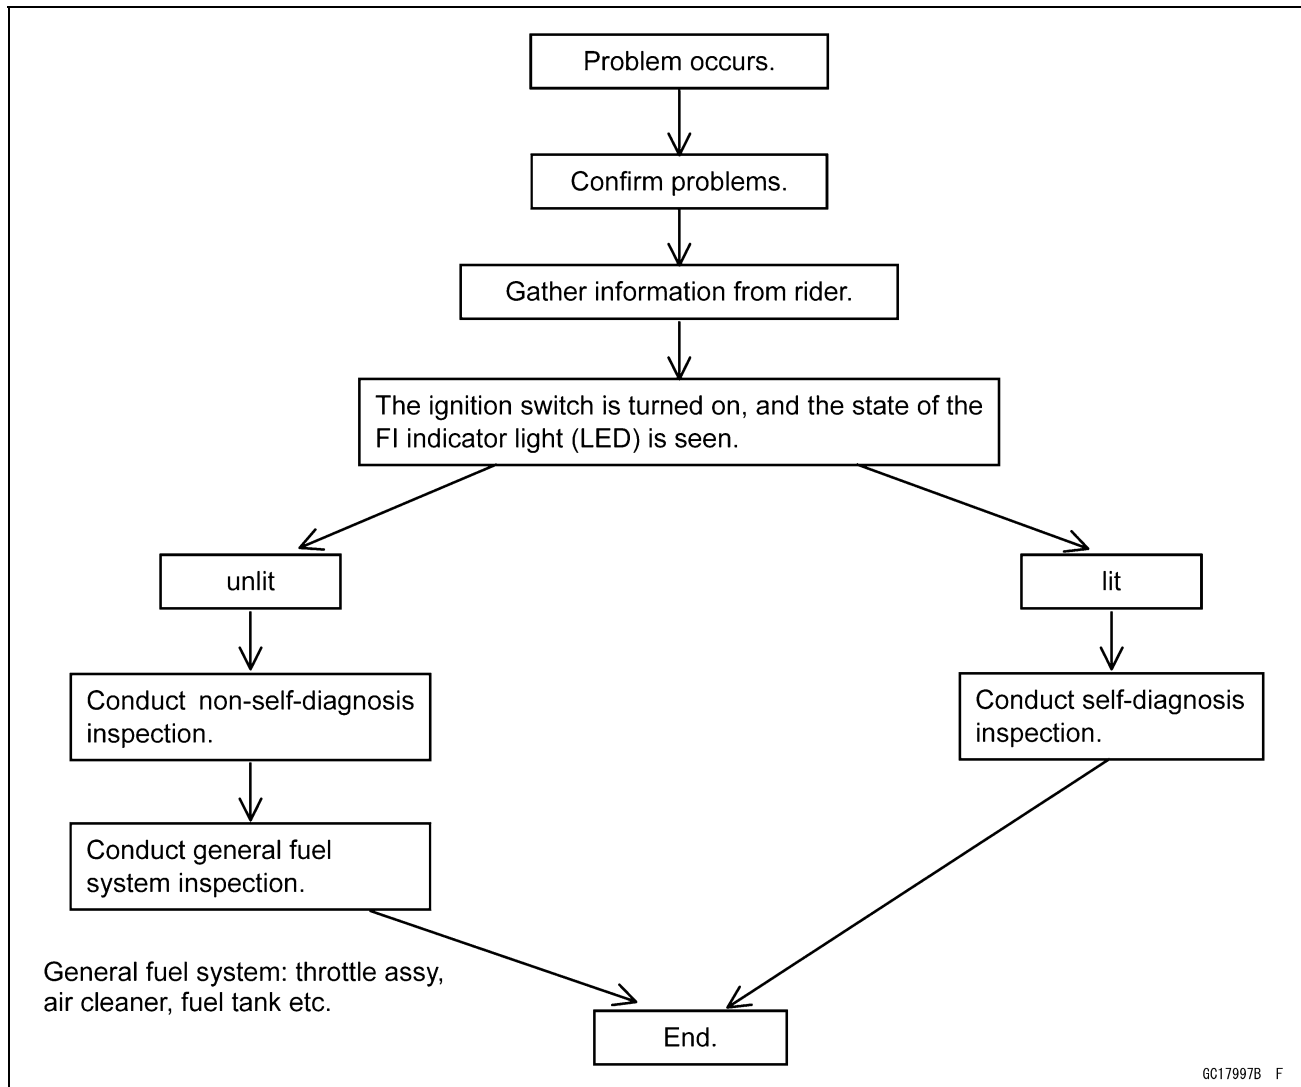 Problem occurs.
Confirm problems.
Gather information from rider.
The ignition switch is turned on, and the state of the
FI indicator light (LED) is seen.
unlit
lit
Conduct non-self-diagnosis
inspection.
Conduct self-diagnosis
inspection.
Conduct general fuel
system inspection.
General fuel system: throttle assy,
air cleaner, fuel tank etc.
End.
GC17997B F